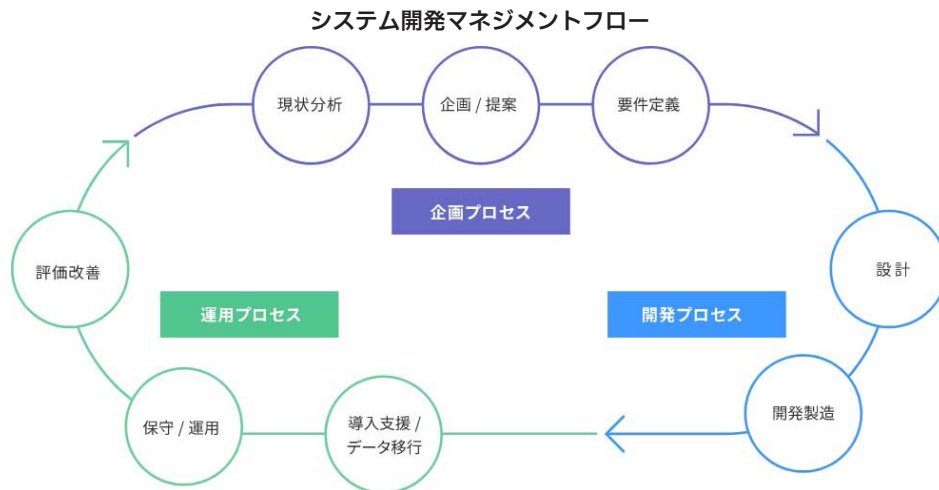 システム開発マネジメントフロー
現状分析
企画 / 提案
要件定義
企画プロセス
評価改善
設計
運用プロセス
開発プロセス
保守 / 運用
導入支援 /
データ移行
開発製造